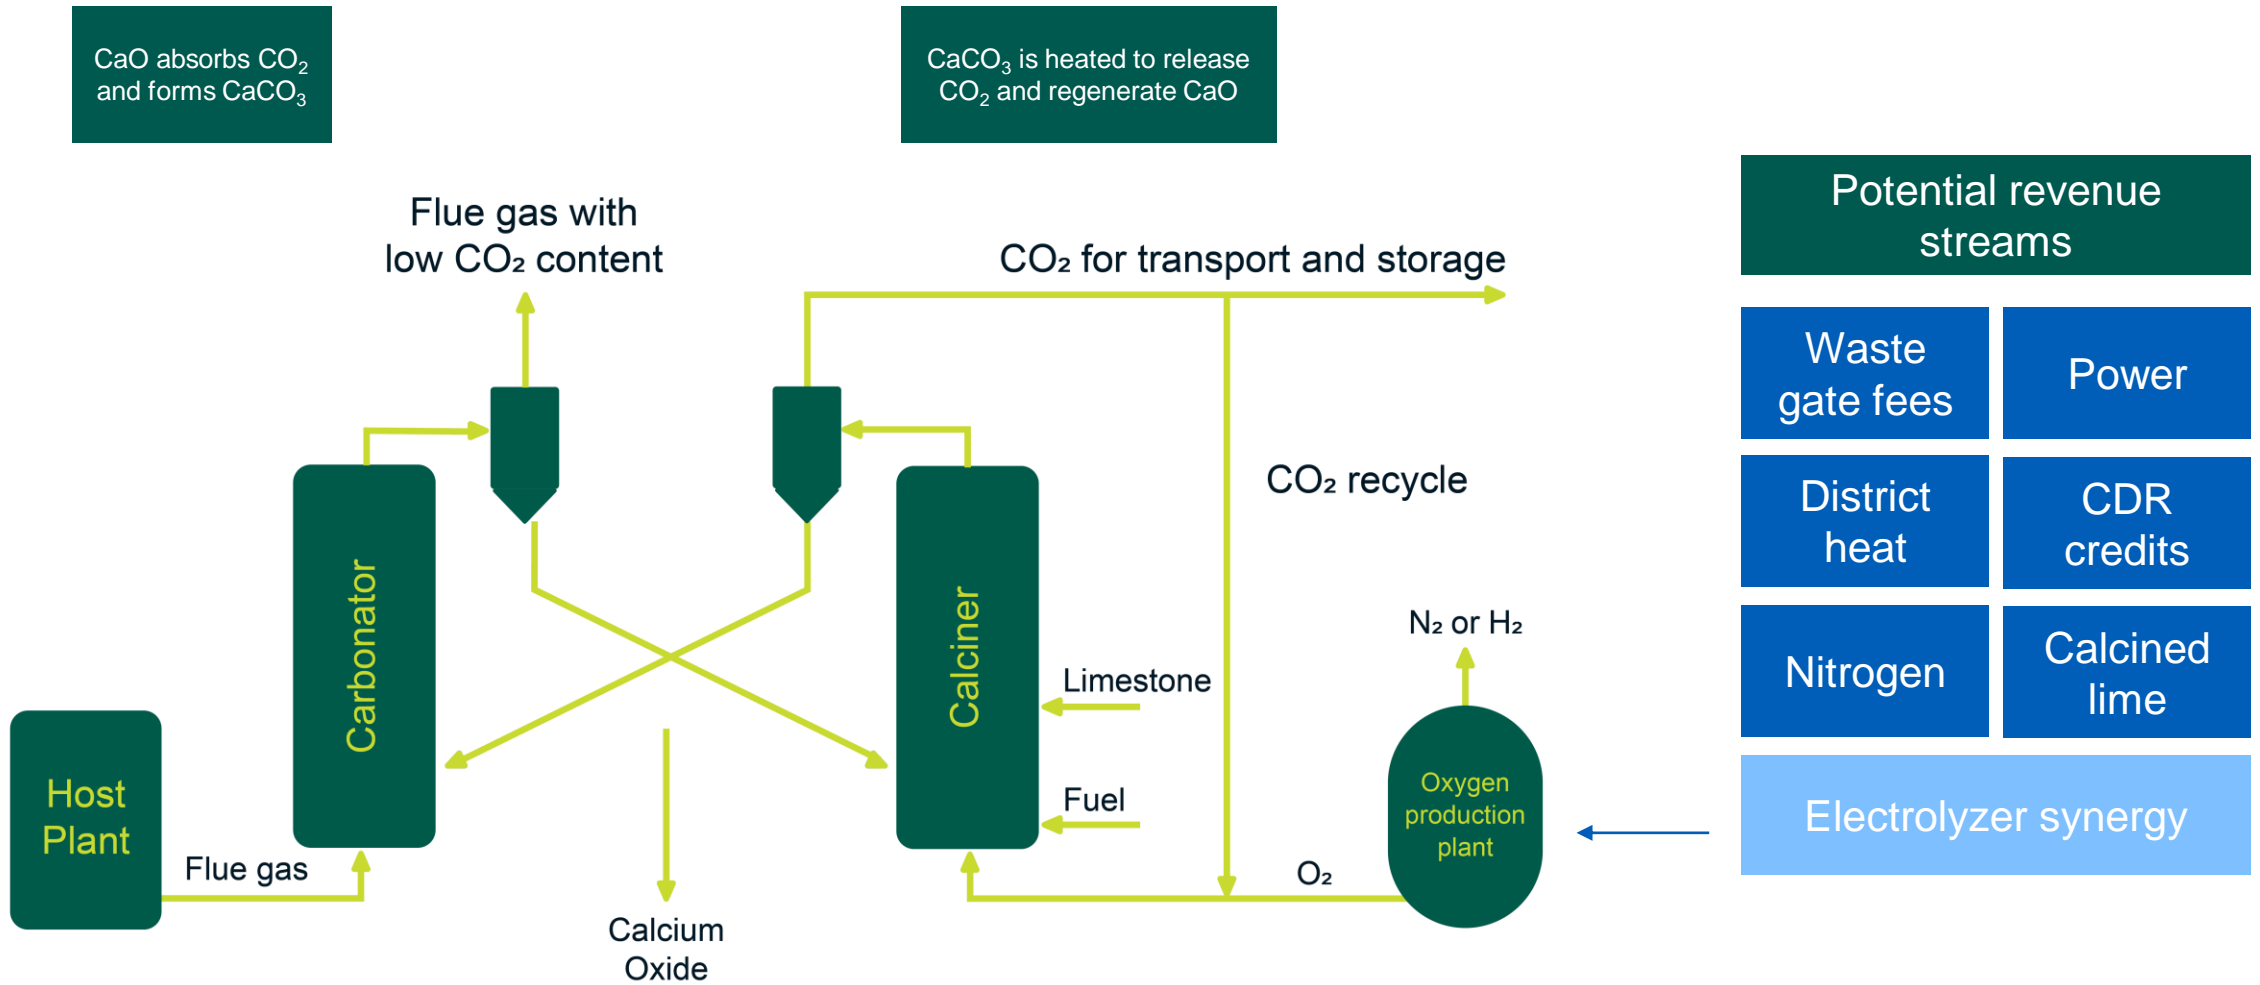 CaO absorbs CO₂
and forms CaCO₃
CaCO₃ is heated to release
CO₂ and regenerate CaO
Flue gas with
low CO₂ content
CO₂ for transport and storage
CO₂ recycle
Carbonator
Calciner
Limestone
Fuel
Host
Plant
Flue gas
Calcium
Oxide
N₂ or H₂
Oxygen
production
plant
O₂
Potential revenue
streams
Waste
gate fees
Power
District
heat
CDR
credits
Nitrogen
Calcined
lime
Electrolyzer synergy